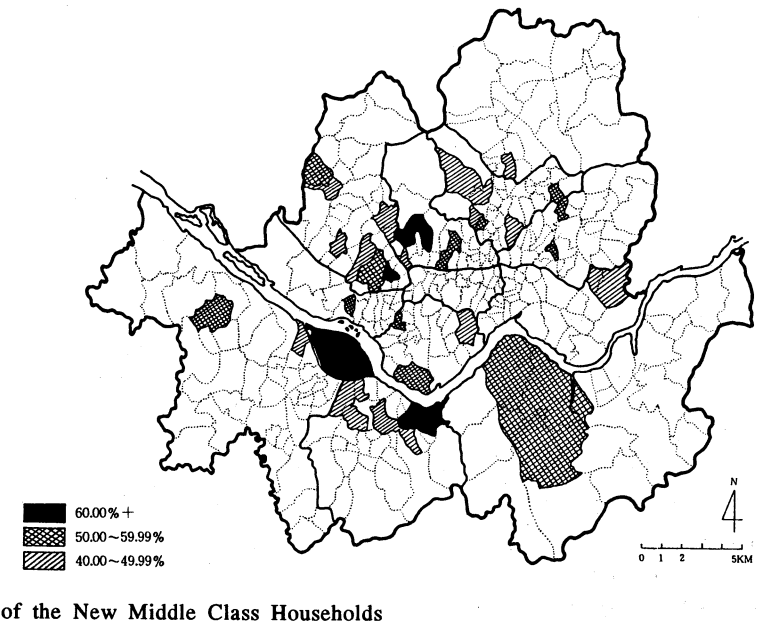 60.00%+
50.00~59.99%
40.00~49.99%
N
0 1 2 5KM
of the New Middle Class Households